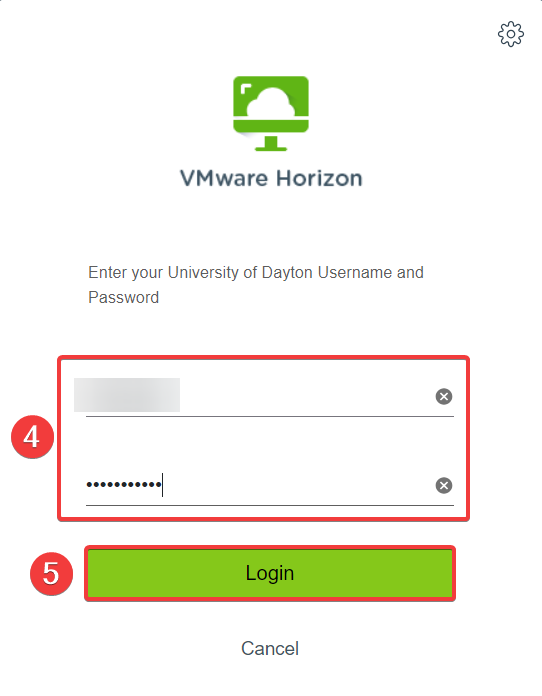 VMware Horizon
Enter your University of Dayton Username and
Password
4
•••••••••••
5
Login
Cancel